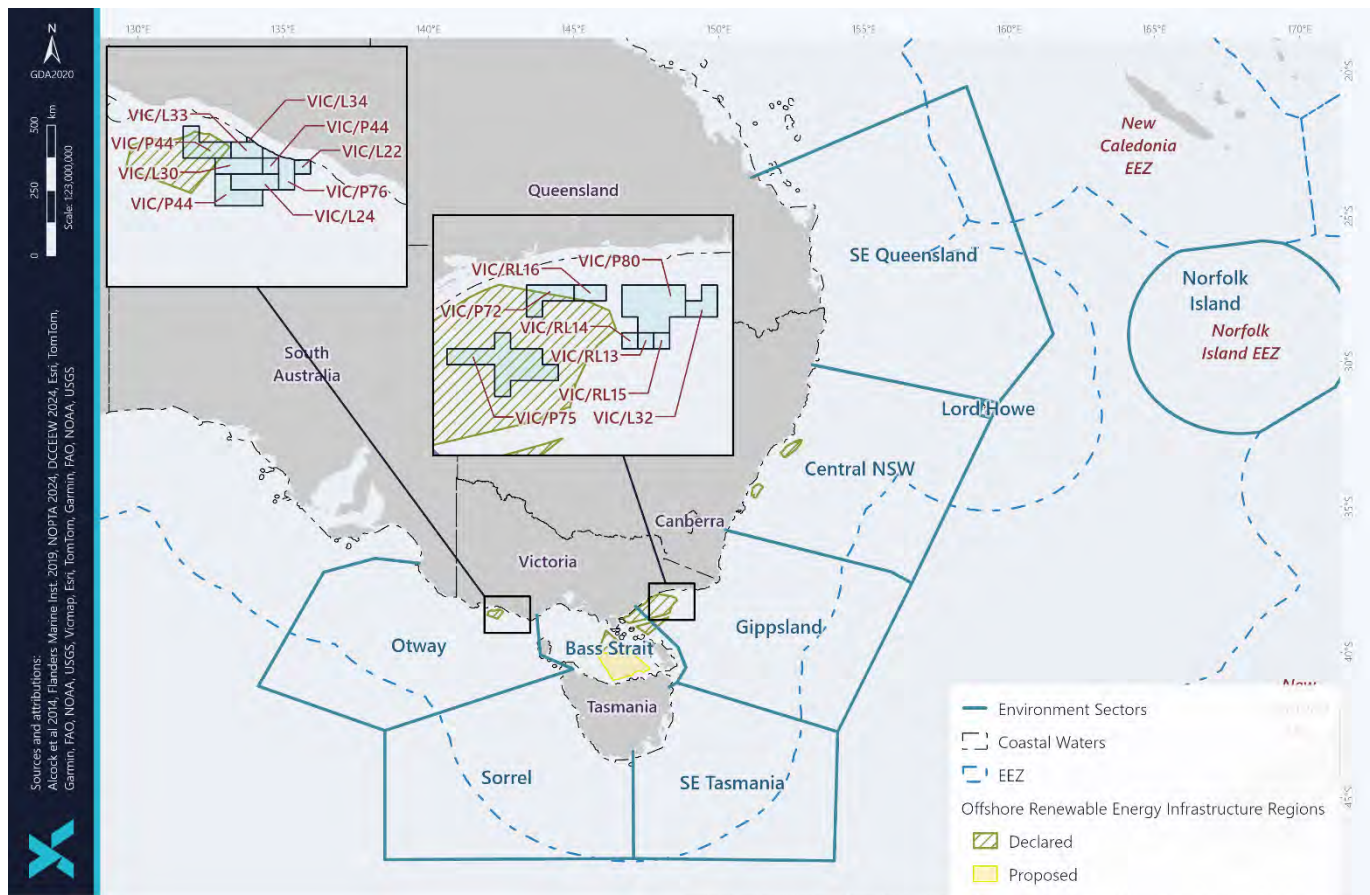 130°E
135°E
140°E
145°E
150°E
155°E
160°E
165°E
170°E
N
GDA2020
500
km
250
0
Scale: 1:23,000,000
Sources and attributions:
Alcock et al 2014, Flanders Marine Inst. 2019, NOPTA 2024, DCCEEW 2024, Esri, TomTom,
Garmin, FAO, NOAA, USGS, Vicmap, Esri, TomTom, Garmin, FAO, NOAA, USGS
VIC/L34
VIC/L33
VIC/P44
VIC/P44
VIC/L22
VIC/L30
VIC/P76
VIC/P44
VIC/L24
VIC/P80
VIC/RL16
VIC/P72
VIC/RL14
VIC/RL13
VIC/RL15
VIC/P75
VIC/L32
20°S
25°S
30°S
35°S
40°S
45°S
New
Caledonia
EEZ
Queensland
SE Queensland
Norfolk
Island
Norfolk
Island EEZ
South
Australia
Lord Howe
Central NSW
Canberra
Victoria
Gippsland
Otway
Bass Strait
Tasmania
Sorrel
SE Tasmania
New
Environment Sectors
Coastal Waters
EEZ
Offshore Renewable Energy Infrastructure Regions
Declared
Proposed